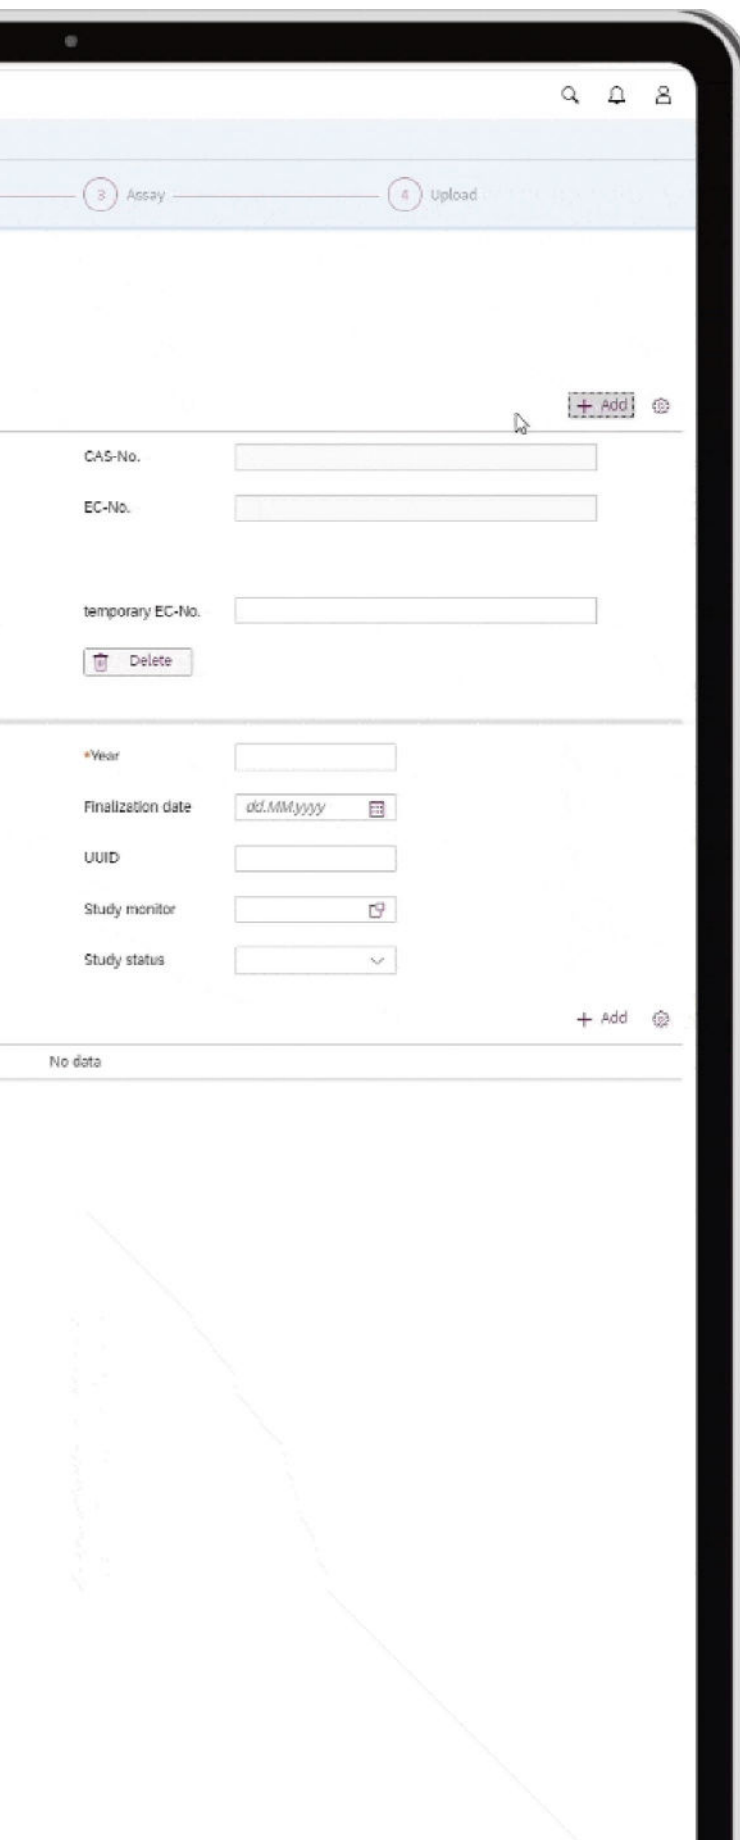 3 Assay 4 Upload
+ Add
CAS-No.
EC-No.
temporary EC-No.
Delete
*Year
Finalization date dd.MM.yyyy
UUID
Study monitor
Study status
+ Add
No data